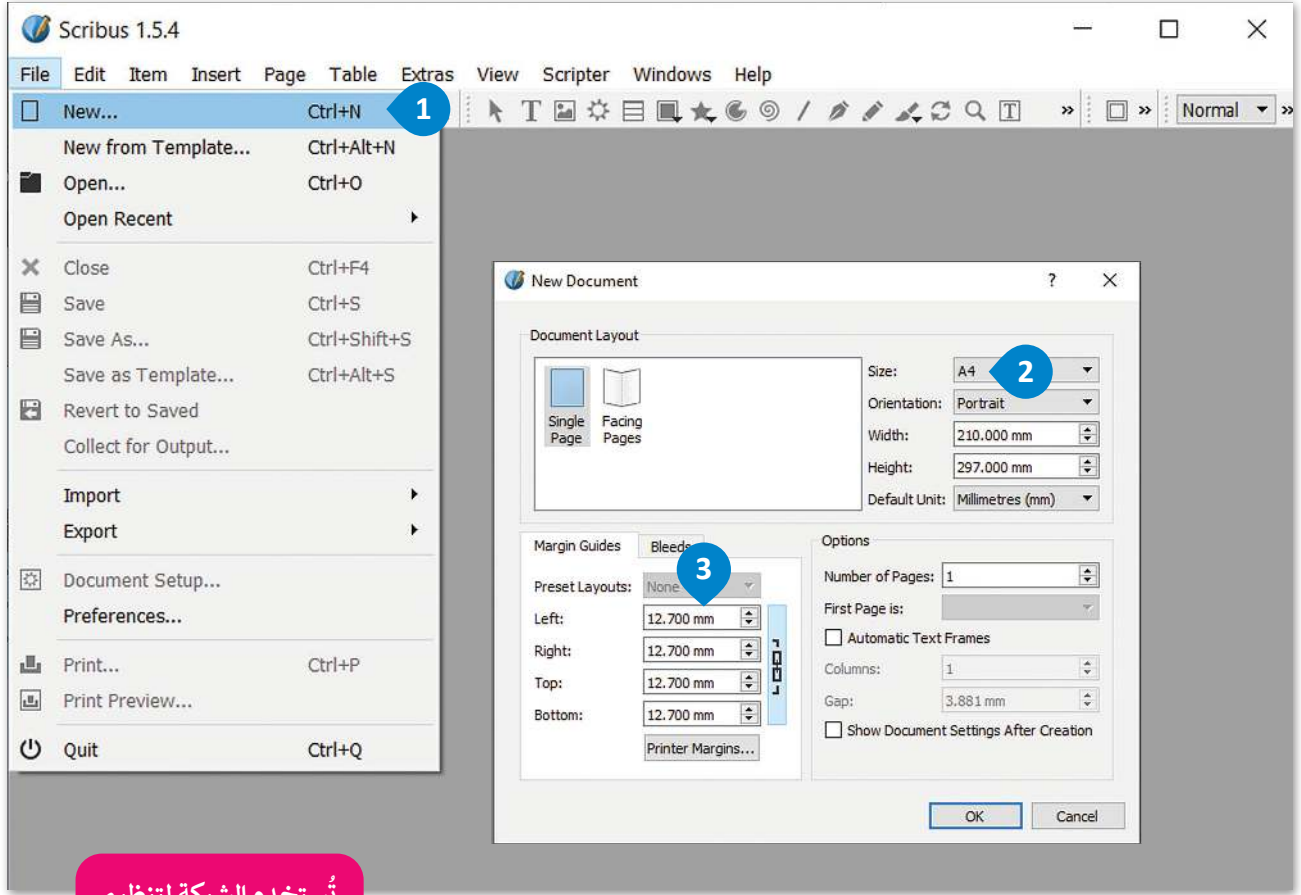 Scribus 1.5.4
File Edit Item Insert Page Table Extras View Scripter Windows Help
New... Ctrl+N 1
Normal
New from Template... Ctrl+Alt+N
Open... Ctrl+O
Open Recent
Close Ctrl+F4
Save Ctrl+S
Save As... Ctrl+Shift+S
Save as Template... Ctrl+Alt+S
Revert to Saved
Collect for Output...
Import
Export
Document Setup...
Preferences...
Print... Ctrl+P
Print Preview...
Quit Ctrl+Q
New Document ?
Document Layout
Single Page
Facing Pages
Size: A4 2
Orientation: Portrait
Width: 210.000 mm
Height: 297.000 mm
Default Unit: Millimetres (mm)
Margin Guides Bleeds
3
Preset Layouts: None
Left: 12.700 mm
Right: 12.700 mm
Top: 12.700 mm
Bottom: 12.700 mm
Printer Margins...
Options
Number of Pages: 1
First Page is:
Automatic Text Frames
Columns: 1
Gap: 3.881 mm
Show Document Settings After Creation
OK Cancel